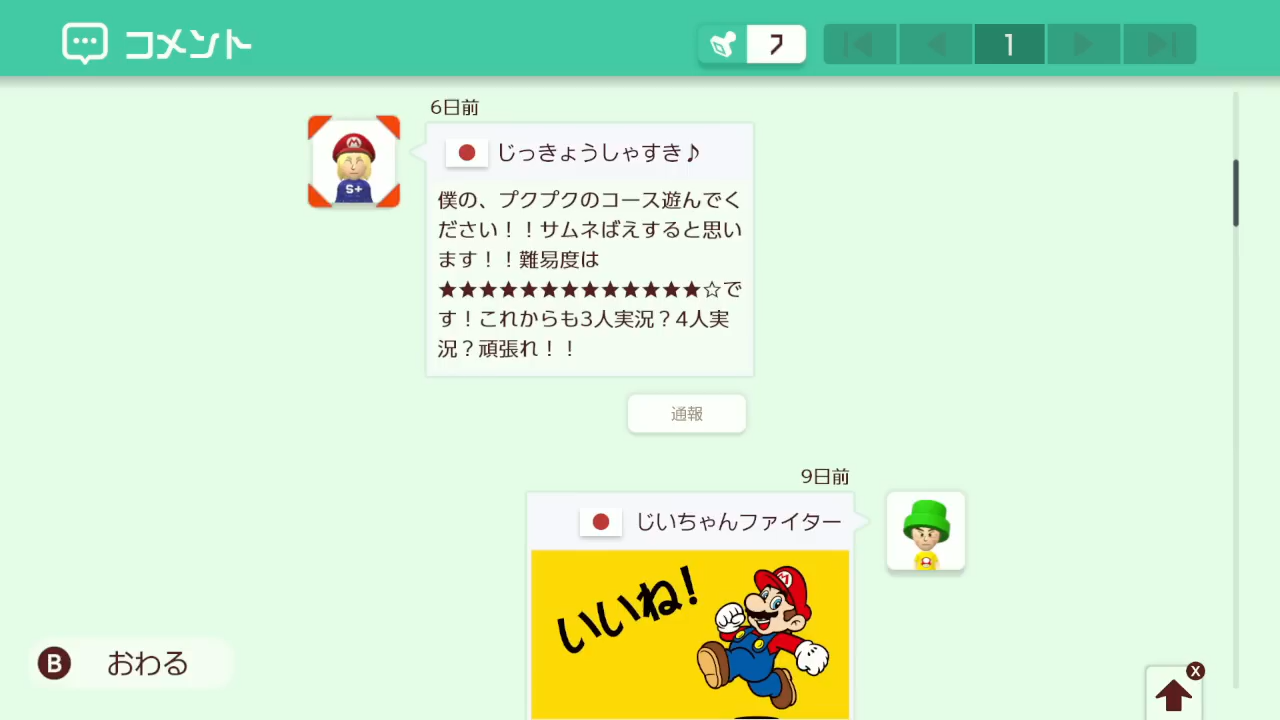 コメント
7
1
6日前
じっきょうしゃすき♪
S+
僕の、プクプクのコース遊んでく
ださい！！サムネばえすると思い
ます！！難易度は
★★★★★★★★★★★★★☆で
す！これからも3人実況？4人実
況？頑張れ！！
通報
9日前
じいちゃんファイター
いいね!
B おわる
X